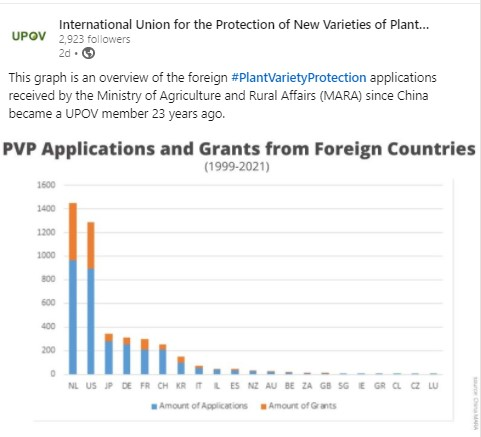 UPOV
International Union for the Protection of New Varieties of Plant...
2,923 followers
2d •
This graph is an overview of the foreign #PlantVarietyProtection applications
received by the Ministry of Agriculture and Rural Affairs (MARA) since China
became a UPOV member 23 years ago.
PVP Applications and Grants from Foreign Countries
(1999-2021)
1600
1400
1200
1000
800
600
400
200
0
NL US JP DE FR CH KR IT IL ES NZ AU BE ZA GB SG IE GR CL CZ LU
Amount of Applications Amount of Grants
Source: China MARA